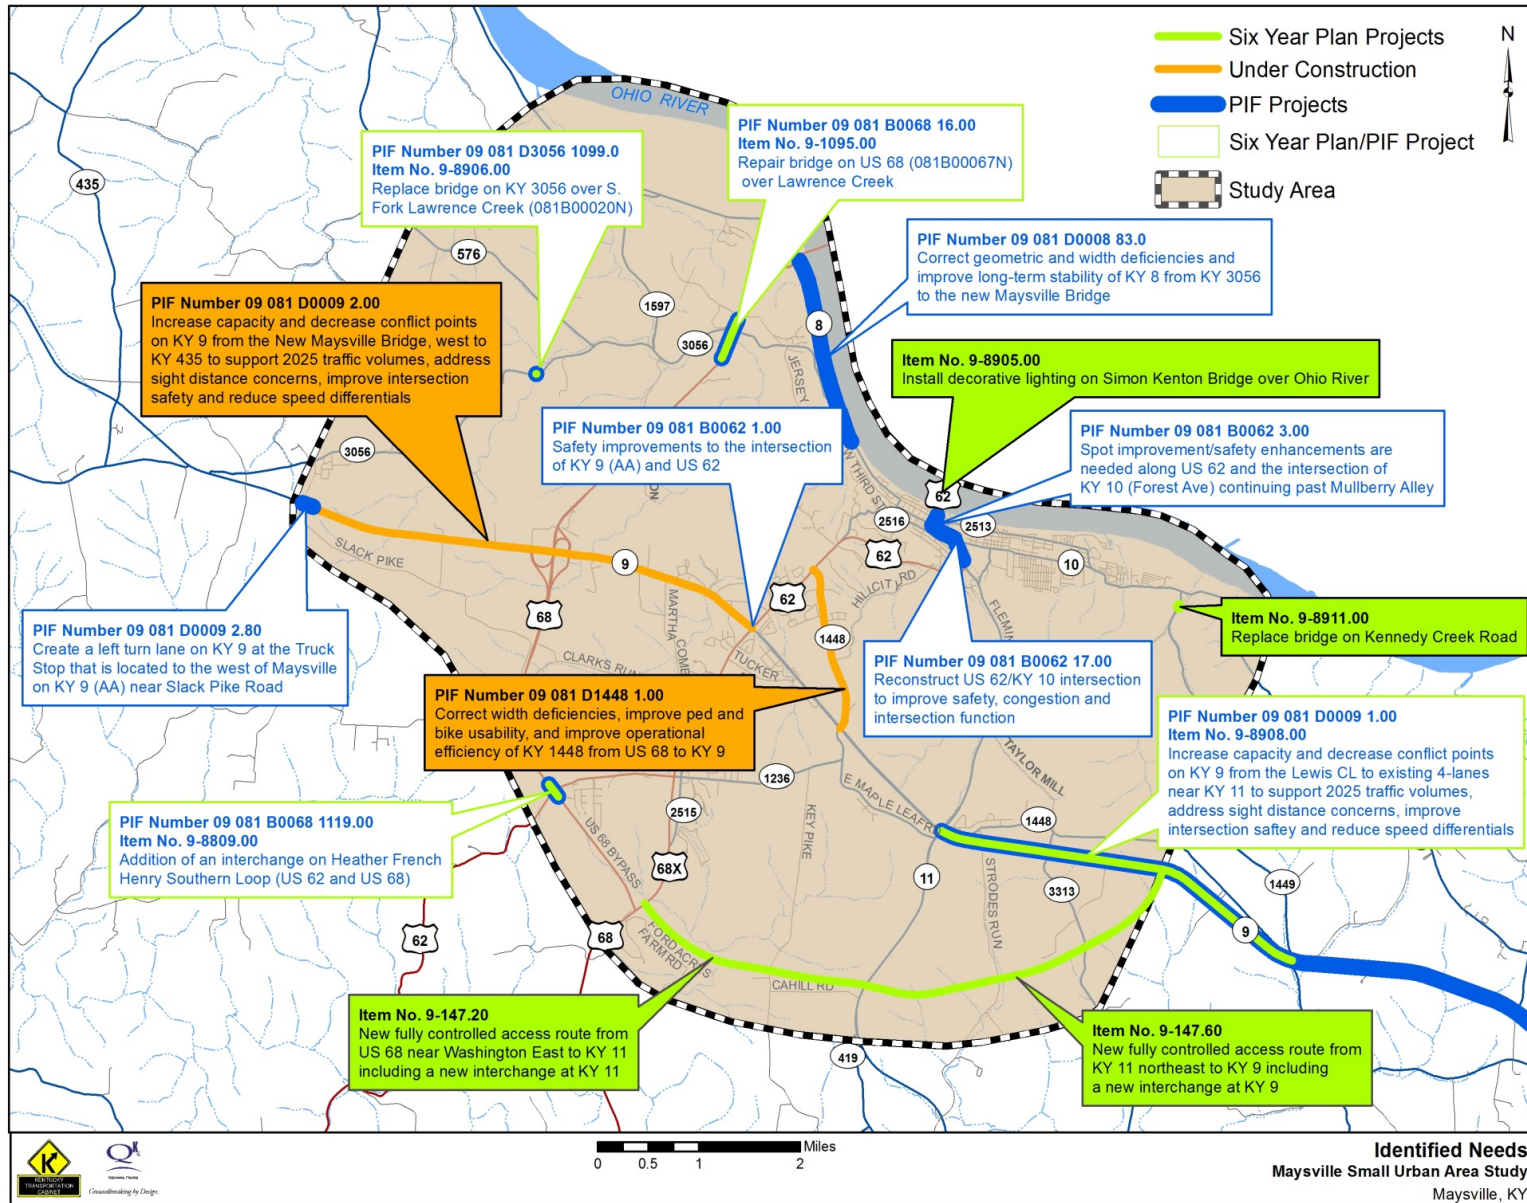 Six Year Plan Projects
Under Construction
PIF Projects
Six Year Plan/PIF Project
Study Area
N
OHIO RIVER
PIF Number 09 081 D3056 1099.0
Item No. 9-8906.00
Replace bridge on KY 3056 over S.
Fork Lawrence Creek (081B00020N)
PIF Number 09 081 B0068 16.00
Item No. 9-1095.00
Repair bridge on US 68 (081B00067N)
over Lawrence Creek
PIF Number 09 081 D0008 83.0
Correct geometric and width deficiencies and
improve long-term stability of KY 8 from KY 3056
to the new Maysville Bridge
PIF Number 09 081 D0009 2.00
Increase capacity and decrease conflict points
on KY 9 from the New Maysville Bridge, west to
KY 435 to support 2025 traffic volumes, address
sight distance concerns, improve intersection
safety and reduce speed differentials
Item No. 9-8905.00
Install decorative lighting on Simon Kenton Bridge over Ohio River
PIF Number 09 081 B0062 1.00
Safety improvements to the intersection
of KY 9 (AA) and US 62
PIF Number 09 081 B0062 3.00
Spot improvement/safety enhancements are
needed along US 62 and the intersection of
KY 10 (Forest Ave) continuing past Mullberry Alley
Item No. 9-8911.00
Replace bridge on Kennedy Creek Road
PIF Number 09 081 D0009 2.80
Create a left turn lane on KY 9 at the Truck
Stop that is located to the west of Maysville
on KY 9 (AA) near Slack Pike Road
PIF Number 09 081 B0062 17.00
Reconstruct US 62/KY 10 intersection
to improve safety, congestion and
intersection function
PIF Number 09 081 D1448 1.00
Correct width deficiencies, improve ped and
bike usability, and improve operational
efficiency of KY 1448 from US 68 to KY 9
PIF Number 09 081 D0009 1.00
Item No. 9-8908.00
Increase capacity and decrease conflict points
on KY 9 from the Lewis CL to existing 4-lanes
near KY 11 to support 2025 traffic volumes,
address sight distance concerns, improve
intersection saftey and reduce speed differentials
PIF Number 09 081 B0068 1119.00
Item No. 9-8809.00
Addition of an interchange on Heather French
Henry Southern Loop (US 62 and US 68)
Item No. 9-147.20
New fully controlled access route from
US 68 near Washington East to KY 11
including a new interchange at KY 11
Item No. 9-147.60
New fully controlled access route from
KY 11 northeast to KY 9 including
a new interchange at KY 9
435
576
1597
3056
8
JERSEY
3056
W THIRD ST
62
2516
2513
62
10
SLACK PIKE
9
68
62
HILLCITY RD
1448
MARTHA COME
TUCKER
CLARKS RUN
FLEMIN
TAYLOR MILL
1236
2515
E MAPLE LEAF R
KEY PIKE
1448
US 68 BYPASS
68X
11
STRODES RUN
3313
1449
9
62
68
FORD ACRES
FARM RD
CAHILL RD
419
KENTUCKY
TRANSPORTATION
CABINET
QK
Engineering | Planning
Groundbreaking by Design.
Miles
0 0.5 1 2
Identified Needs
Maysville Small Urban Area Study
Maysville, KY